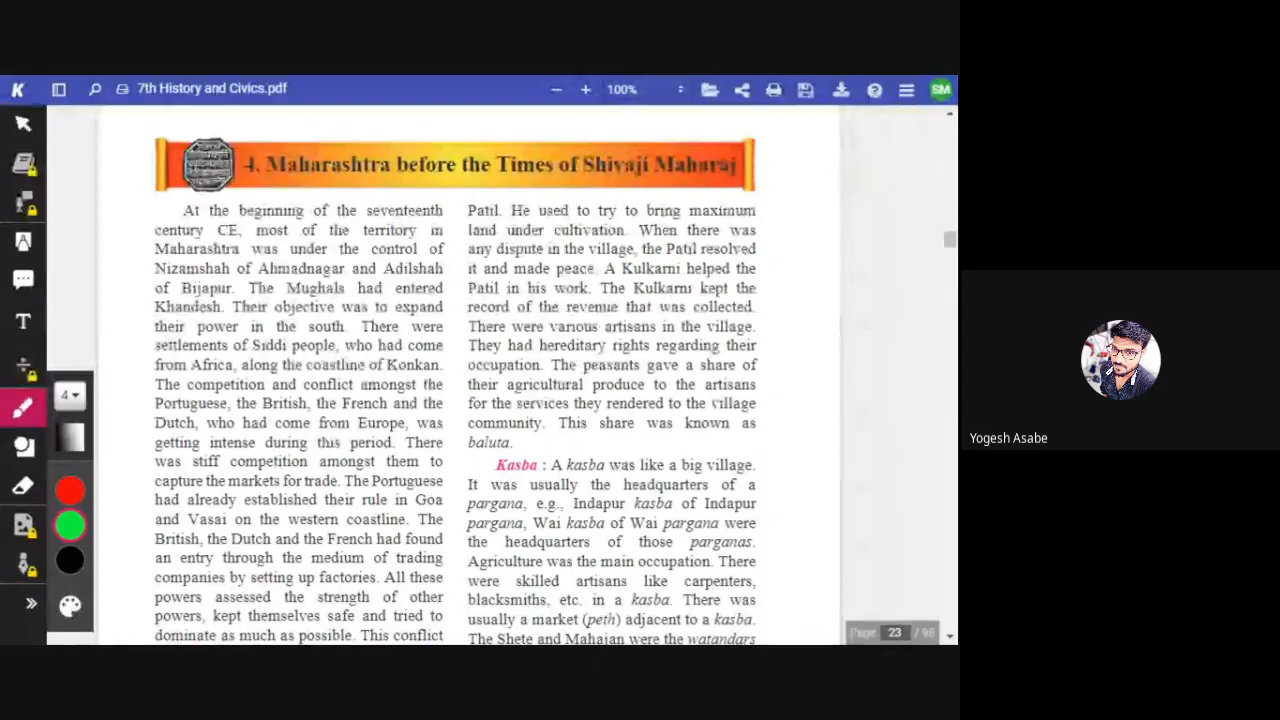 K
7th History and Civics.pdf
100%
SM
4. Maharashtra before the Times of Shivaji Maharaj
At the beginning of the seventeenth
century CE, most of the territory in
Maharashtra was under the control of
Nizamshah of Ahmadnagar and Adilshah
of Bijapur. The Mughals had entered
Khandesh. Their objective was to expand
their power in the south. There were
settlements of Siddi people, who had come
from Africa, along the coastline of Konkan.
The competition and conflict amongst the
Portuguese, the British, the French and the
Dutch, who had come from Europe, was
getting intense during this period. There
was stiff competition amongst them to
capture the markets for trade. The Portuguese
had already established their rule in Goa
and Vasai on the western coastline. The
British, the Dutch and the French had found
an entry through the medium of trading
companies by setting up factories. All these
powers assessed the strength of other
powers, kept themselves safe and tried to
dominate as much as possible. This conflict
Patil. He used to try to bring maximum
land under cultivation. When there was
any dispute in the village, the Patil resolved
it and made peace. A Kulkarni helped the
Patil in his work. The Kulkarni kept the
record of the revenue that was collected.
There were various artisans in the village.
They had hereditary rights regarding their
occupation. The peasants gave a share of
their agricultural produce to the artisans
for the services they rendered to the village
community. This share was known as
baluta.
Kasba : A kasba was like a big village.
It was usually the headquarters of a
pargana, e.g., Indapur kasba of Indapur
pargana, Wai kasba of Wai pargana were
the headquarters of those parganas.
Agriculture was the main occupation. There
were skilled artisans like carpenters,
blacksmiths, etc. in a kasba. There was
usually a market (peth) adjacent to a kasba.
The Shete and Mahajan were the watandars
4
T
Page 23 / 98
Yogesh Asabe